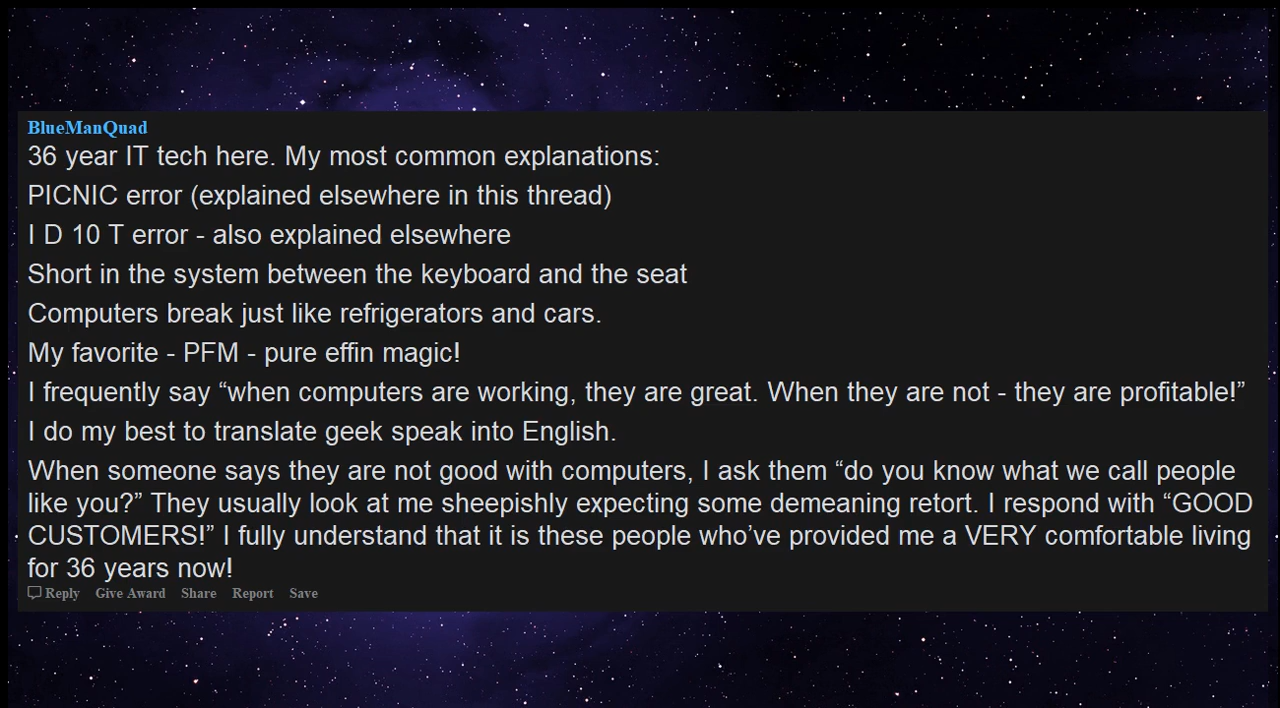 BlueManQuad
36 year IT tech here. My most common explanations:
PICNIC error (explained elsewhere in this thread)
I D 10 T error - also explained elsewhere
Short in the system between the keyboard and the seat
Computers break just like refrigerators and cars.
My favorite - PFM - pure effin magic!
I frequently say “when computers are working, they are great. When they are not - they are profitable!”
I do my best to translate geek speak into English.
When someone says they are not good with computers, I ask them “do you know what we call people
like you?” They usually look at me sheepishly expecting some demeaning retort. I respond with “GOOD
CUSTOMERS!” I fully understand that it is these people who’ve provided me a VERY comfortable living
for 36 years now!
Reply Give Award Share Report Save